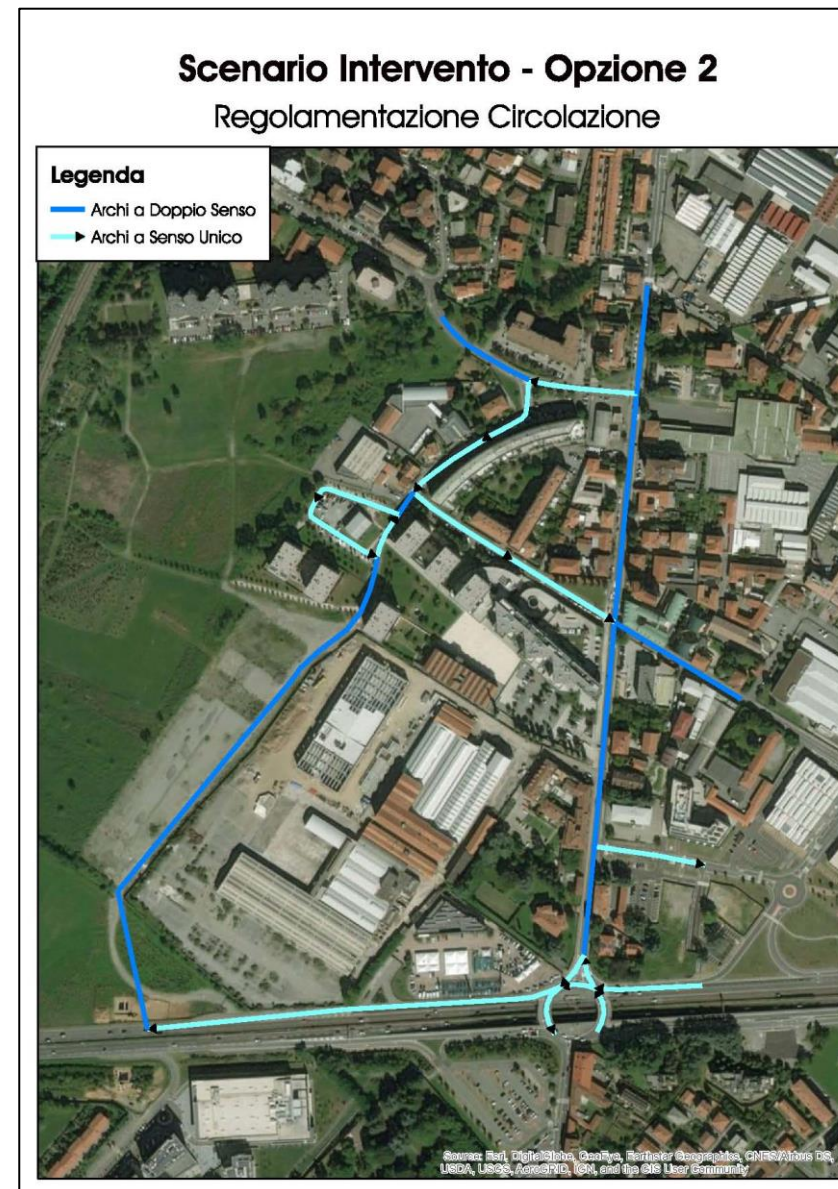 Scenario Intervento - Opzione 2
Regolamentazione Circolazione
Legenda
Archi a Doppio Senso
Archi a Senso Unico
Source: Esri, DigitalGlobe, GeoEye, Earthstar Geographics, CNES/Airbus DS,
USDA, USGS, AeroGRID, IGN, and the GIS User Community